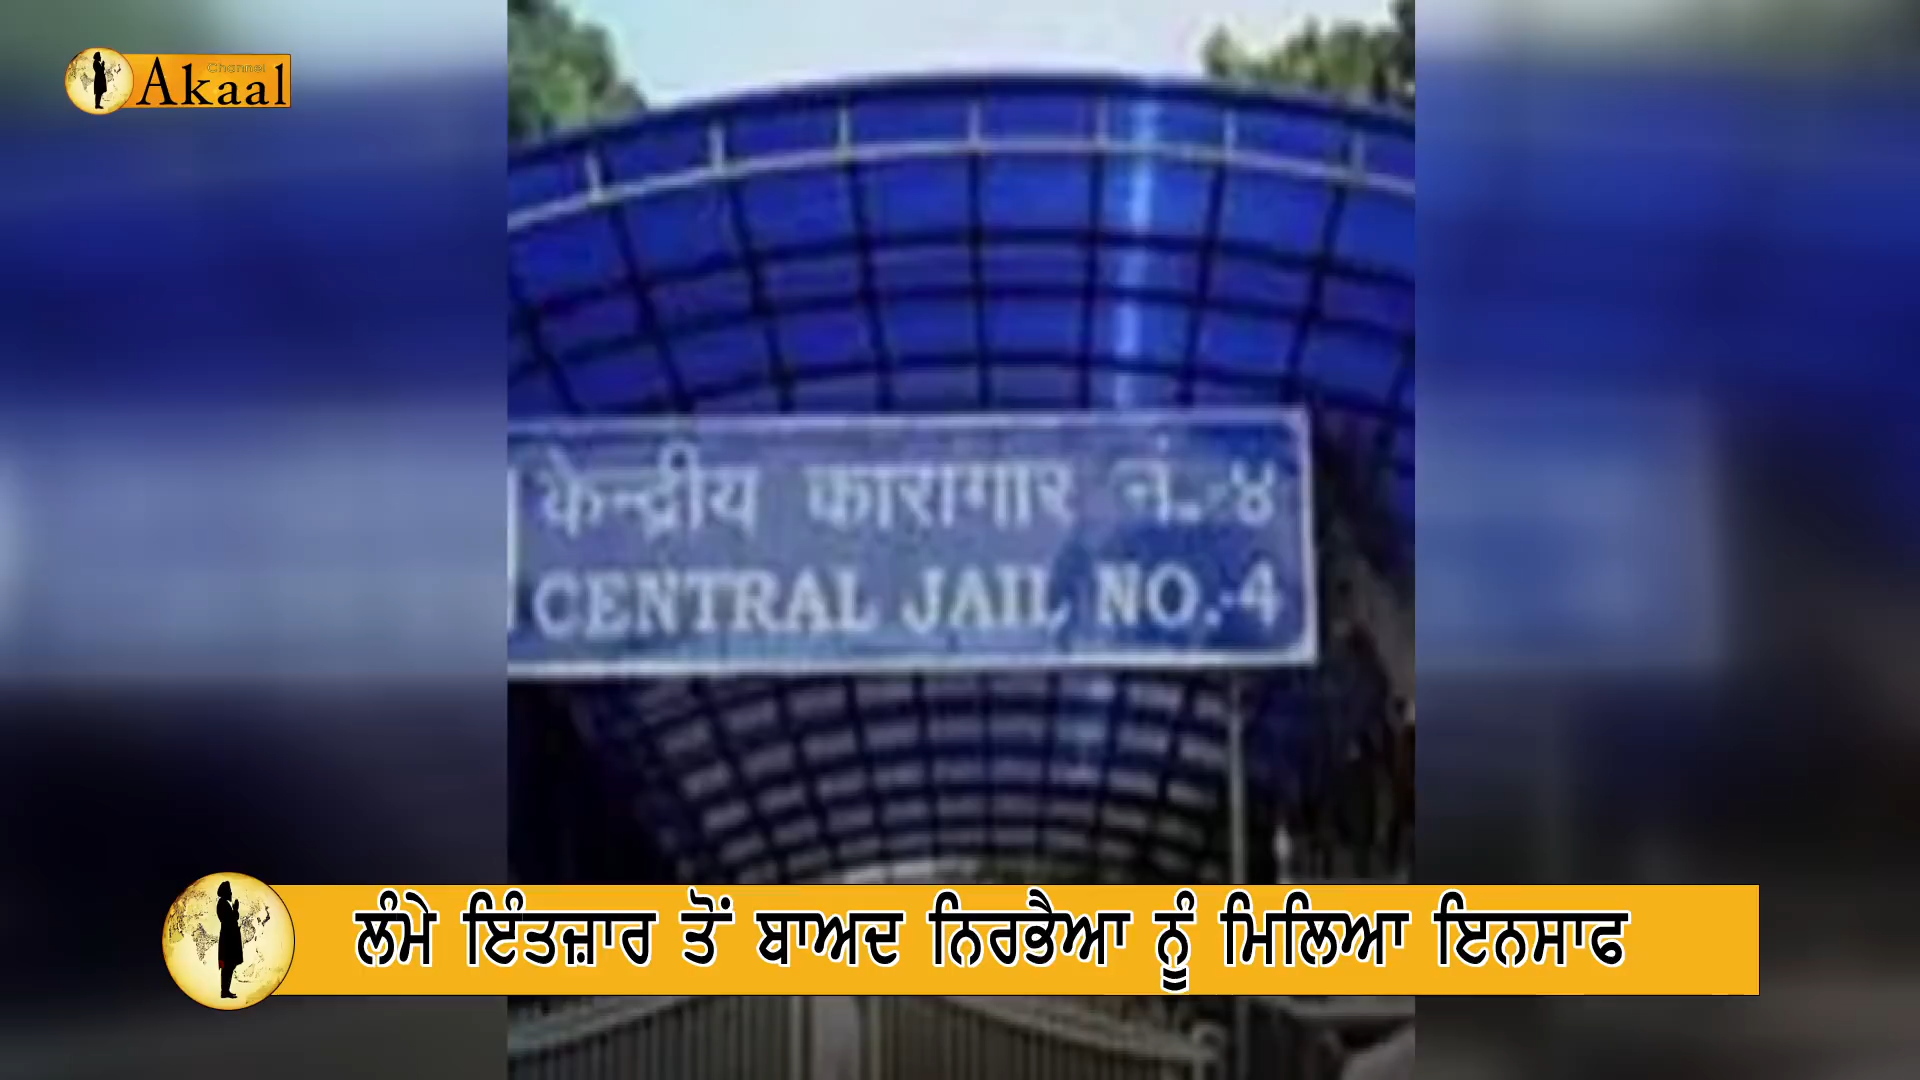 Channel
Akaal
केन्द्रीय कारागार नं.-४
CENTRAL JAIL NO.-4
ਲੰਮੇ ਇੰਤਜ਼ਾਰ ਤੋਂ ਬਾਅਦ ਨਿਰਭੈਆ ਨੂੰ ਮਿਲਿਆ ਇਨਸਾਫ